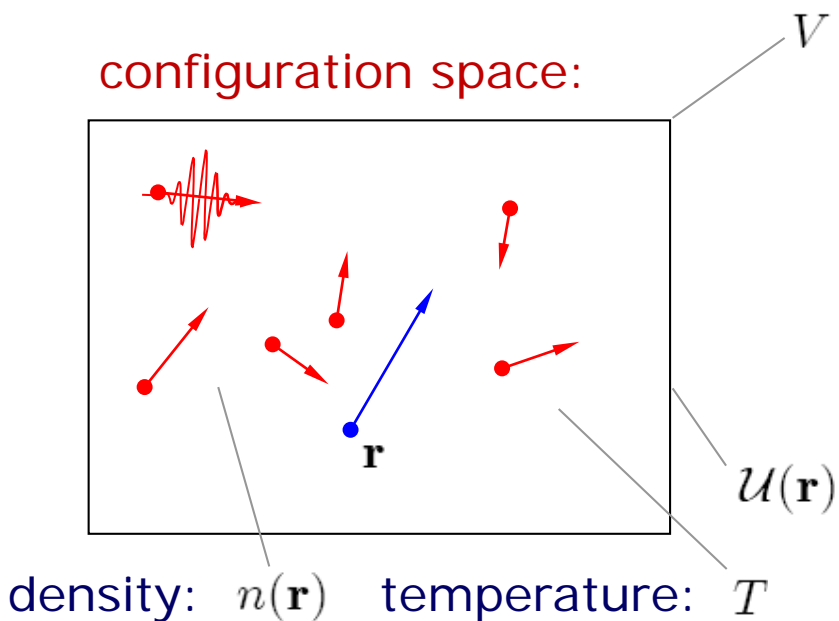 V
configuration space:
r
𝒰(r)
density: n(r) temperature: T